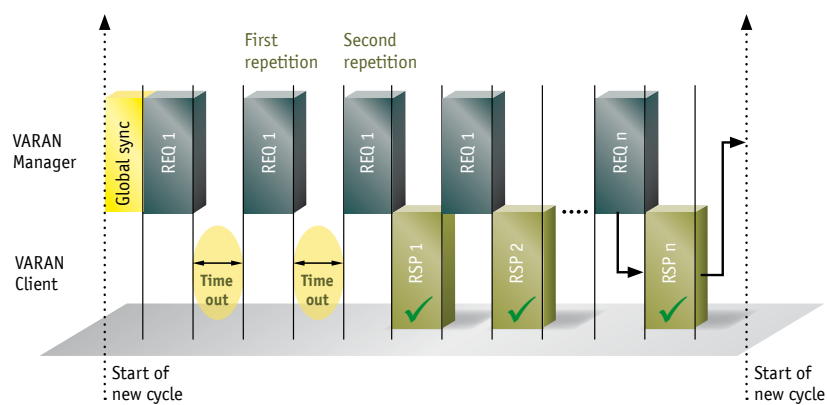 First
repetition
Second
repetition
VARAN
Manager
Global sync
REQ 1
REQ 1
REQ 1
REQ 1
REQ n
VARAN
Client
Time
out
Time
out
RSP 1
RSP 2
....
RSP n
Start of
new cycle
Start of
new cycle